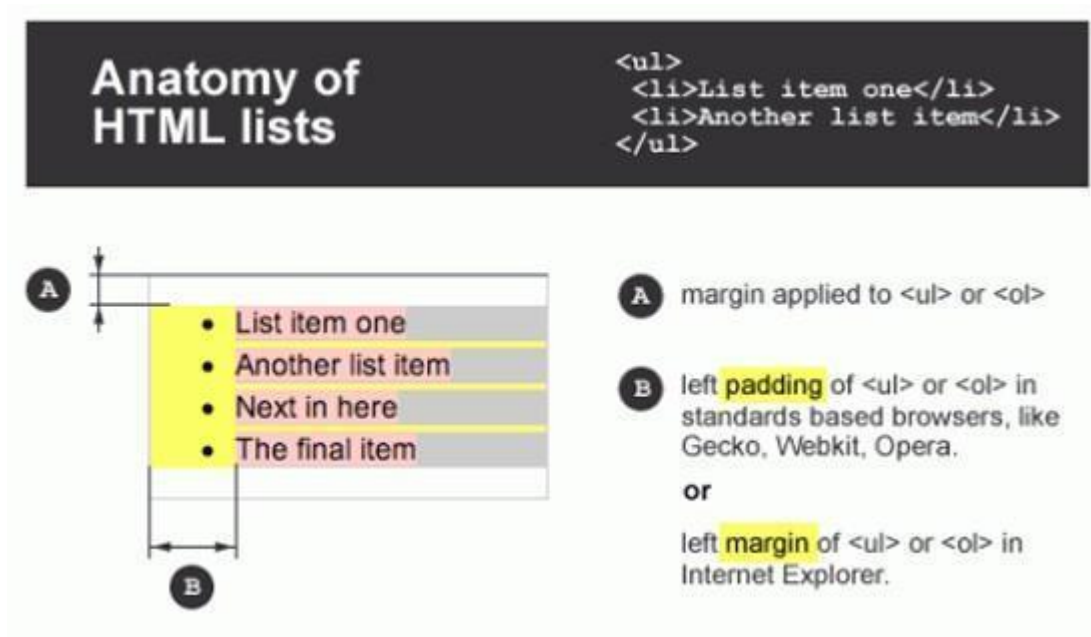 Anatomy of
HTML lists
<ul>
<li>List item one</li>
<li>Another list item</li>
</ul>
A
• List item one
• Another list item
• Next in here
• The final item
B
A margin applied to <ul> or <ol>
B left padding of <ul> or <ol> in
standards based browsers, like
Gecko, Webkit, Opera.
or
left margin of <ul> or <ol> in
Internet Explorer.